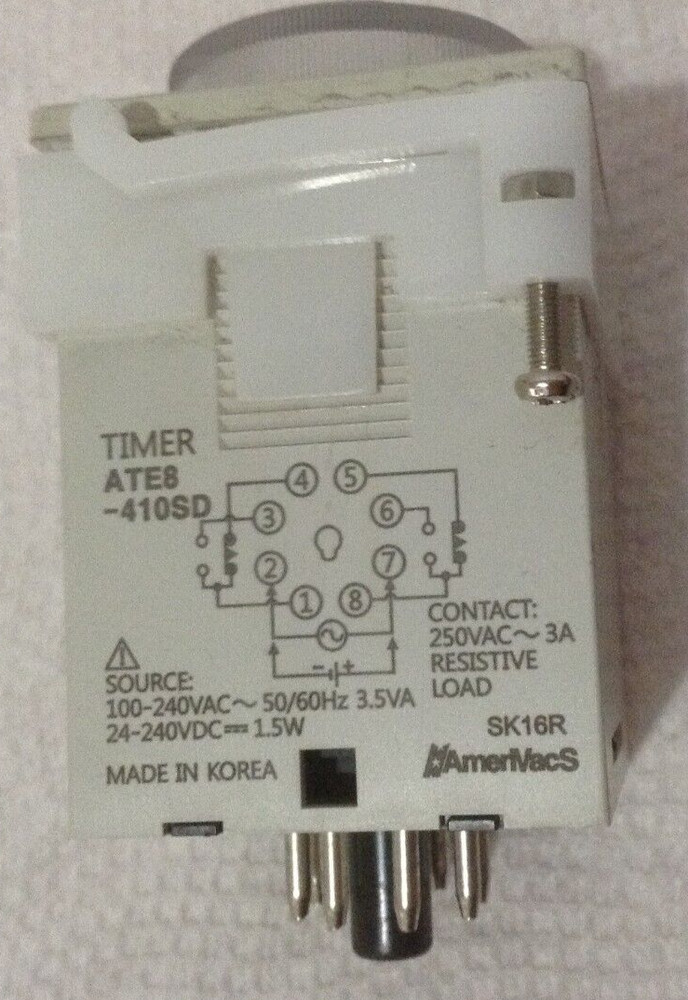 TIMER
ATE8
-410SD
4 5
3 6
2 7
1 8
- +
CONTACT:
250VAC～ 3A
RESISTIVE
LOAD
SOURCE:
100-240VAC～ 50/60Hz 3.5VA
24-240VDC⎓ 1.5W
SK16R
MADE IN KOREA
AmeriVacS